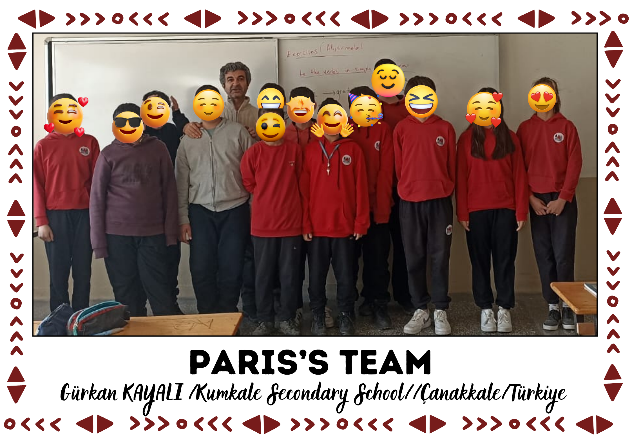 PARIS'S TEAM
Gürkan KAYALI /Kumkale Secondary School//Çanakkale/Türkiye